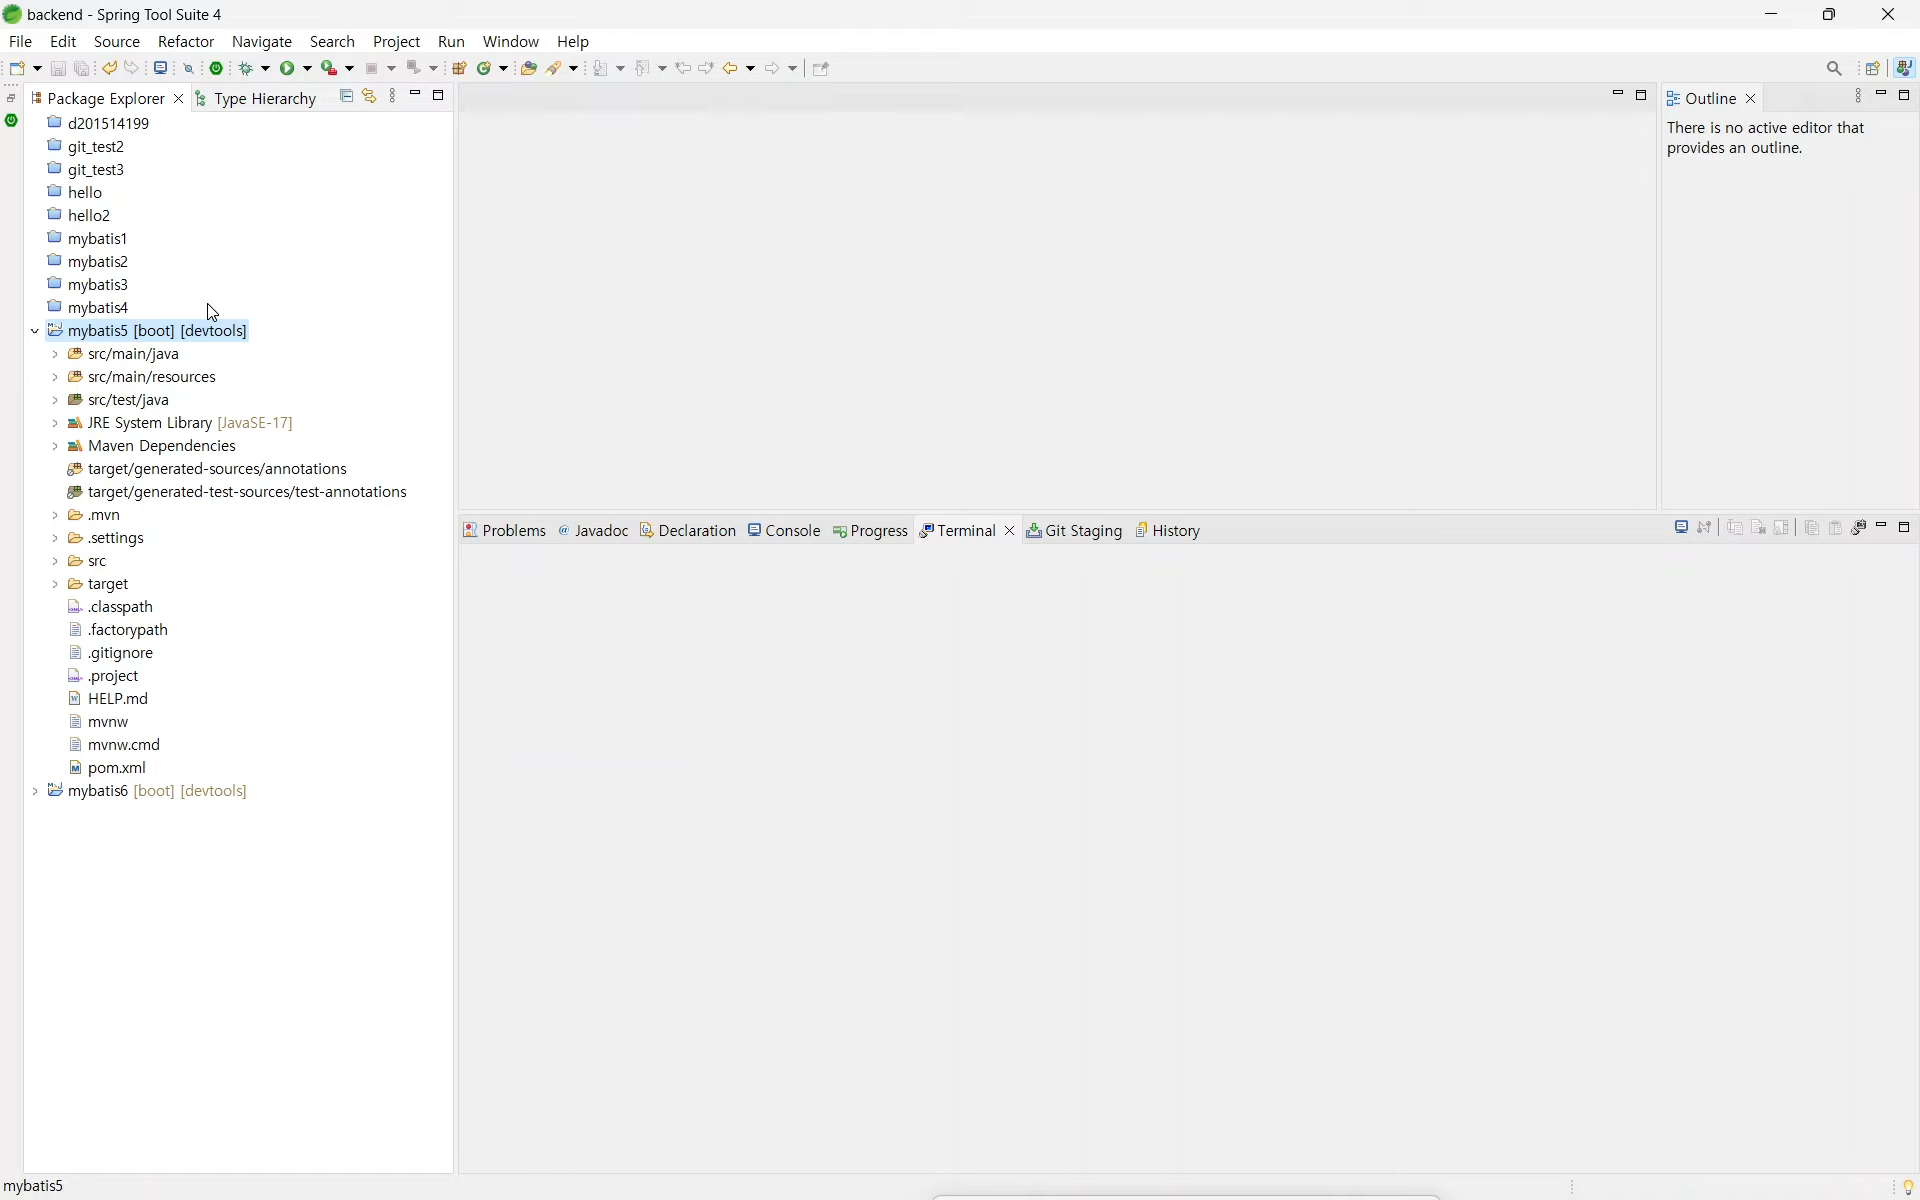 backend - Spring Tool Suite 4
File Edit Source Refactor Navigate Search Project Run Window Help
Package Explorer
Type Hierarchy
d201514199
git_test2
git_test3
hello
hello2
mybatis1
mybatis2
mybatis3
mybatis4
mybatis5 [boot] [devtools]
src/main/java
src/main/resources
src/test/java
JRE System Library [JavaSE-17]
Maven Dependencies
target/generated-sources/annotations
target/generated-test-sources/test-annotations
.mvn
.settings
src
target
.classpath
.factorypath
.gitignore
.project
HELP.md
mvnw
mvnw.cmd
pom.xml
mybatis6 [boot] [devtools]
Outline
There is no active editor that
provides an outline.
Problems Javadoc Declaration Console Progress Terminal Git Staging History
mybatis5